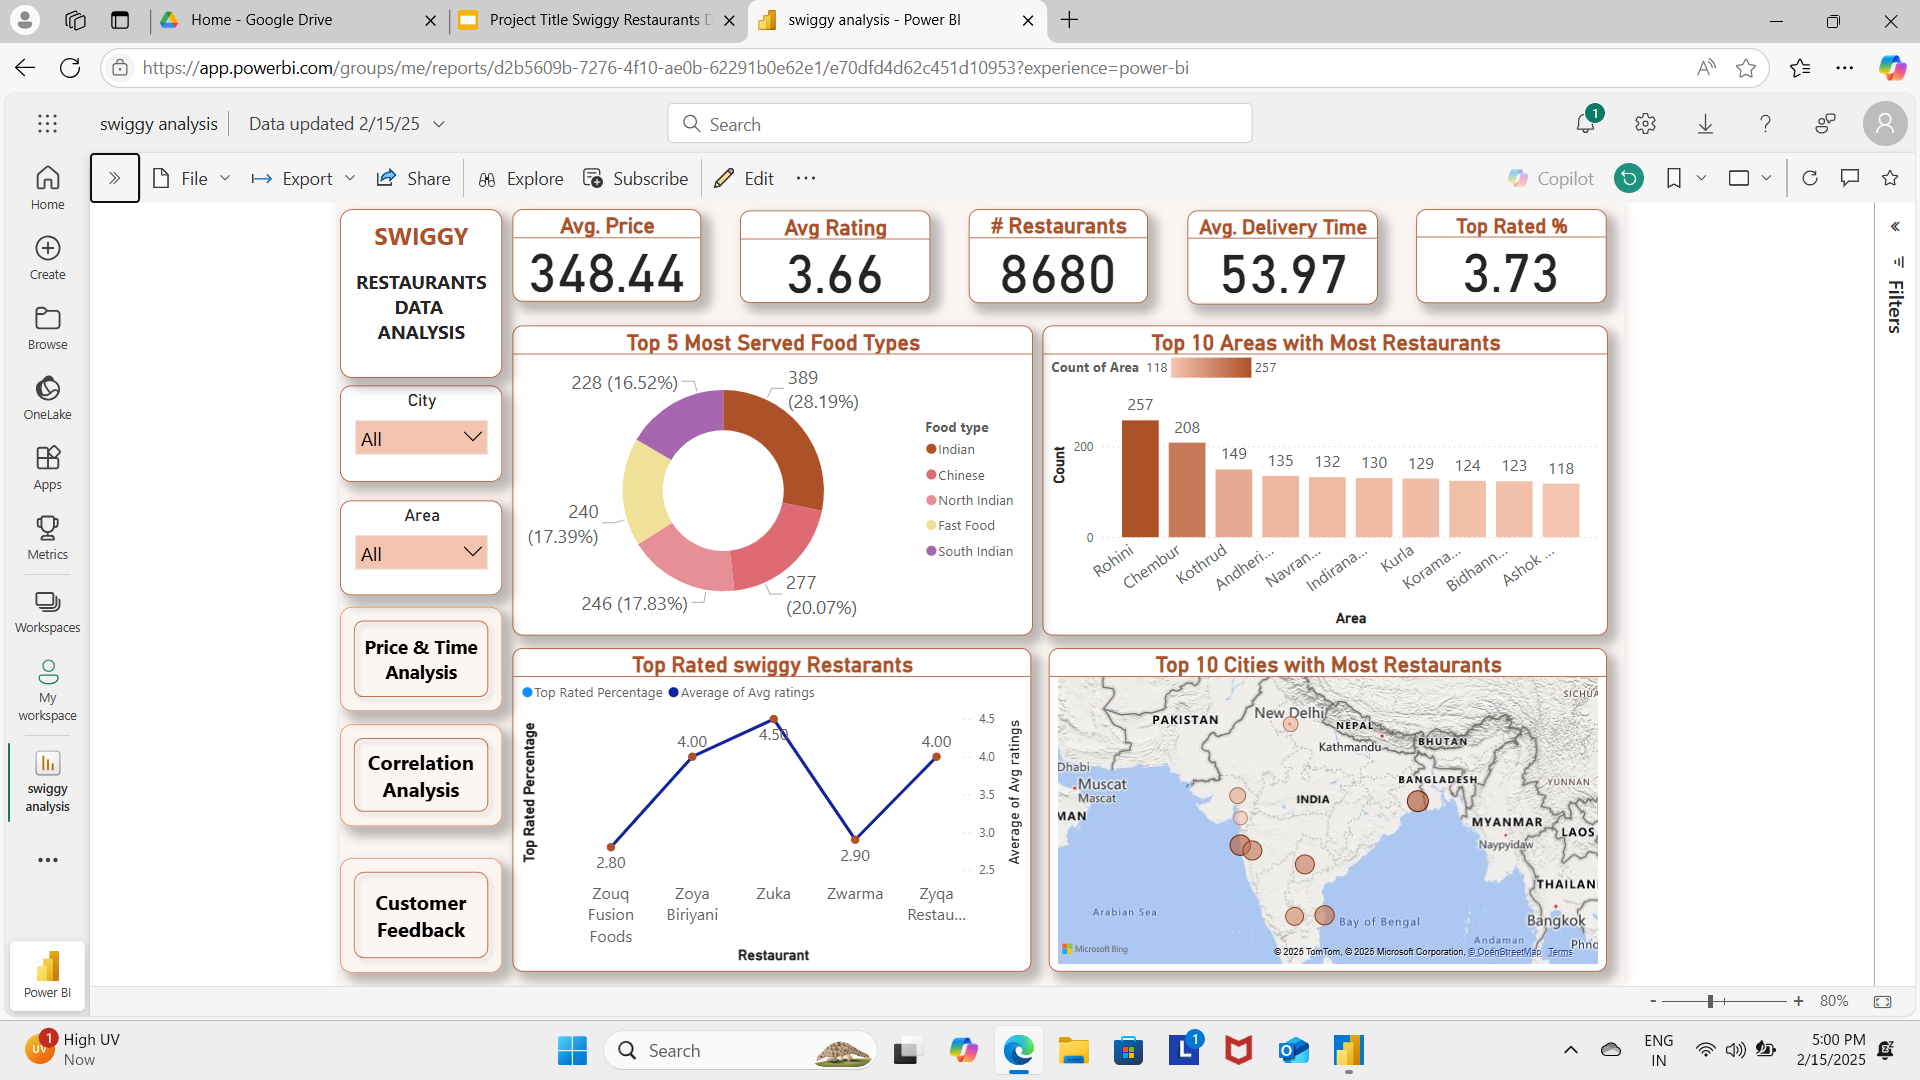 Home - Google Drive
Project Title Swiggy Restaurants D
swiggy analysis - Power BI
https://app.powerbi.com/groups/me/reports/d2b5609b-7276-4f10-ae0b-62291b0e62e1/e70dfd4d62c451d10953?experience=power-bi
swiggy analysis
Data updated 2/15/25
Search
1
File
Export
Share
Explore
Subscribe
Edit
Copilot
Home
Create
Browse
OneLake
Apps
Metrics
Workspaces
My
workspace
swiggy
analysis
Power BI
SWIGGY
RESTAURANTS
DATA
ANALYSIS
City
All
Area
All
Price & Time
Analysis
Correlation
Analysis
Customer
Feedback
Avg. Price
348.44
Avg Rating
3.66
# Restaurants
8680
Avg. Delivery Time
53.97
Top Rated %
3.73
Filters
Top 5 Most Served Food Types
228 (16.52%)
389
(28.19%)
240
(17.39%)
246 (17.83%)
277
(20.07%)
Food type
Indian
Chinese
North Indian
Fast Food
South Indian
Top 10 Areas with Most Restaurants
Count of Area 118 257
Count
200
0
257
208
149
135
132
130
129
124
123
118
Rohini
Chembur
Kothrud
Andheri...
Navran...
Indirana...
Kurla
Korama...
Bidhann...
Ashok ...
Area
Top Rated swiggy Restarants
Top Rated Percentage
Average of Avg ratings
Top Rated Percentage
2.80
4.00
4.50
2.90
4.00
4.5
4.0
3.5
3.0
2.5
Average of Avg ratings
Zouq
Fusion
Foods
Zoya
Biriyani
Zuka
Zwarma
Zyqa
Restau...
Restaurant
Top 10 Cities with Most Restaurants
SICHUA
PAKISTAN
New Delhi
NEPAL
Kathmandu
BHUTAN
Dhabi
Muscat
Mascat
MAN
BANGLADESH
YUNNAN
INDIA
MYANMAR
Naypyidaw
LAOS
THAILAN
Arabian Sea
Bay of Bengal
Bangkok
Andaman
Phno
Microsoft Bing
© 2025 TomTom, © 2025 Microsoft Corporation, © OpenStreetMap Terms
- + 80%
1
UV
High UV
Now
Search
L
1
ENG
IN
5:00 PM
2/15/2025